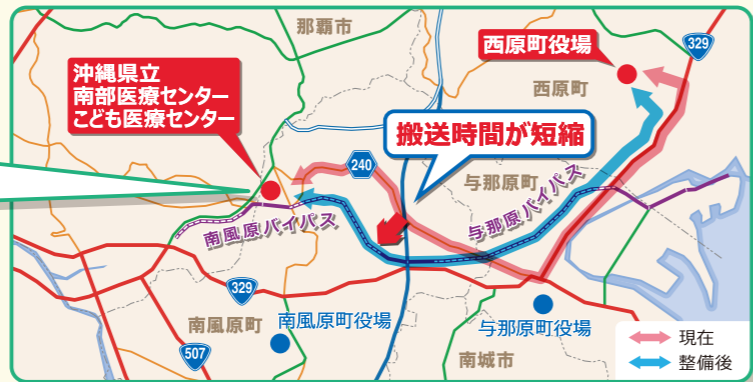 那覇市
西原町役場
329
沖縄県立
南部医療センター
こども医療センター
西原町
搬送時間が短縮
240
与那原町
与那原バイパス
南風原バイパス
329
南風原町
南風原町役場
与那原町役場
507
南城市
現在
整備後